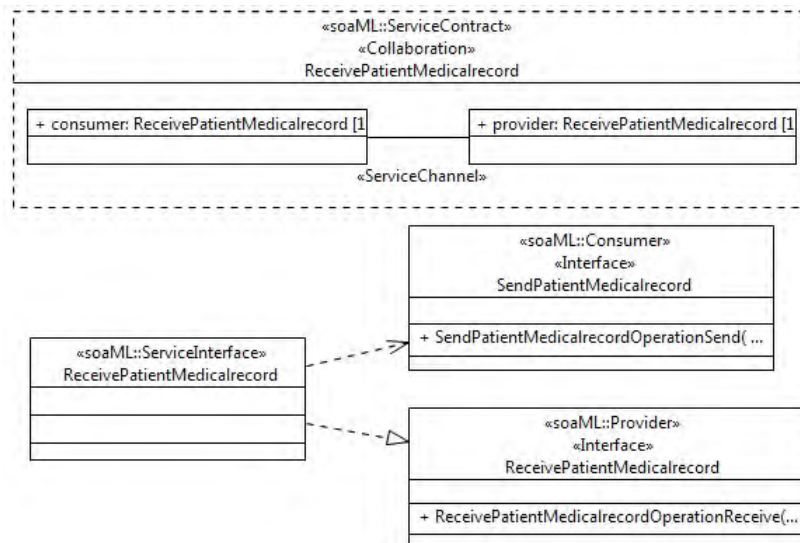 «soaML::ServiceContract»
«Collaboration»
ReceivePatientMedicalrecord
+ consumer: ReceivePatientMedicalrecord [1
+ provider: ReceivePatientMedicalrecord [1
«ServiceChannel»
«soaML::Consumer»
«Interface»
SendPatientMedicalrecord
+ SendPatientMedicalrecordOperationSend( ...
«soaML::ServiceInterface»
ReceivePatientMedicalrecord
«soaML::Provider»
«Interface»
ReceivePatientMedicalrecord
+ ReceivePatientMedicalrecordOperationReceive(...